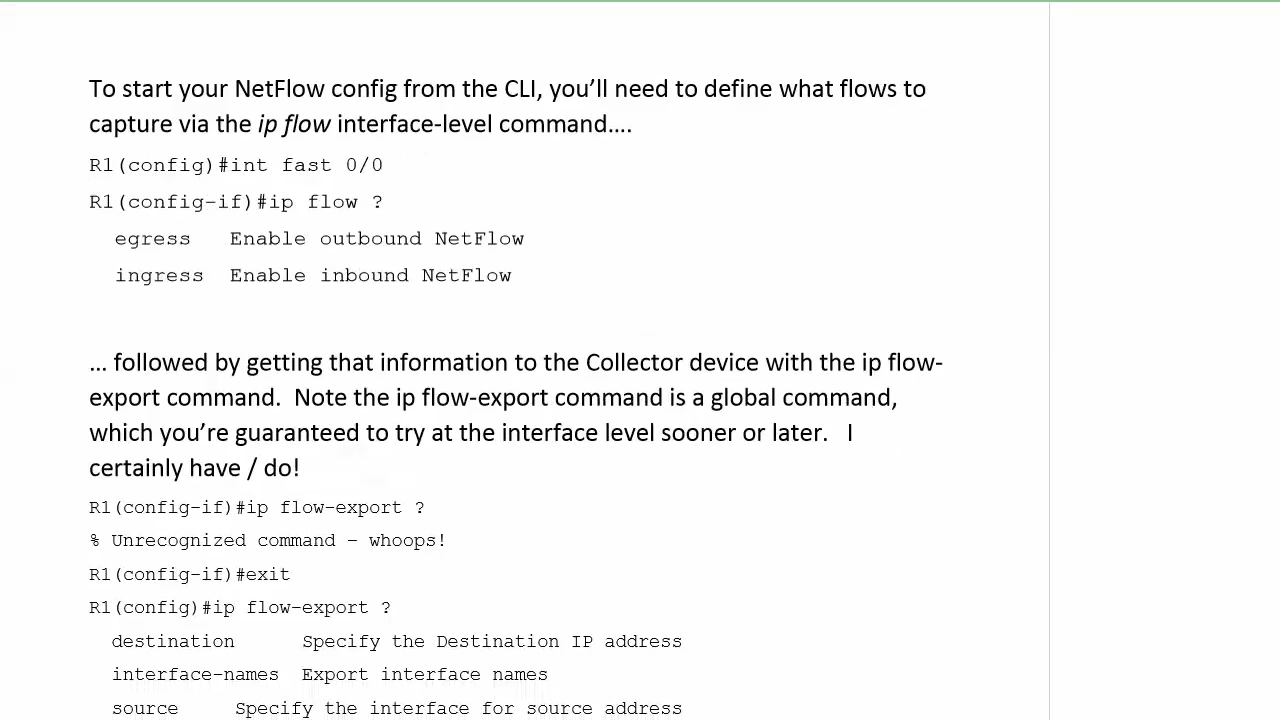 To start your NetFlow config from the CLI, you’ll need to define what flows to
capture via the ip flow interface-level command....
R1(config)#int fast 0/0
R1(config-if)#ip flow ?
egress Enable outbound NetFlow
ingress Enable inbound NetFlow
... followed by getting that information to the Collector device with the ip flow-
export command. Note the ip flow-export command is a global command,
which you’re guaranteed to try at the interface level sooner or later. I
certainly have / do!
R1(config-if)#ip flow-export ?
% Unrecognized command – whoops!
R1(config-if)#exit
R1(config)#ip flow-export ?
destination Specify the Destination IP address
interface-names Export interface names
source Specify the interface for source address